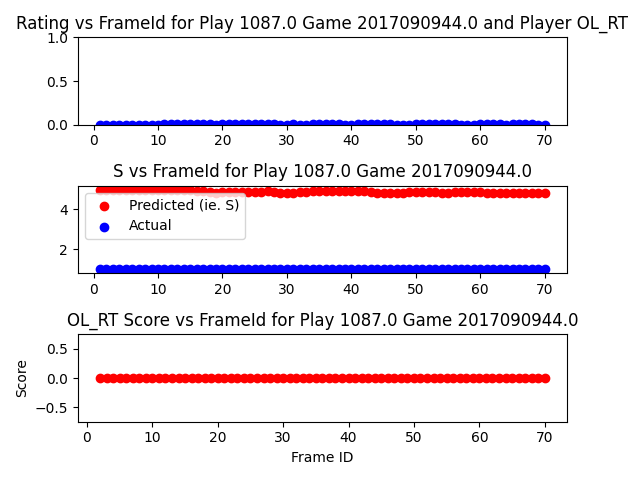 Rating vs FrameId for Play 1087.0 Game 2017090944.0 and Player OL_RT
1.0
0.5
0.0
0 10 20 30 40 50 60 70
S vs FrameId for Play 1087.0 Game 2017090944.0
4
2
Predicted (ie. S)
Actual
0 10 20 30 40 50 60 70
OL_RT Score vs FrameId for Play 1087.0 Game 2017090944.0
Score
0.5
0.0
−0.5
0 10 20 30 40 50 60 70
Frame ID